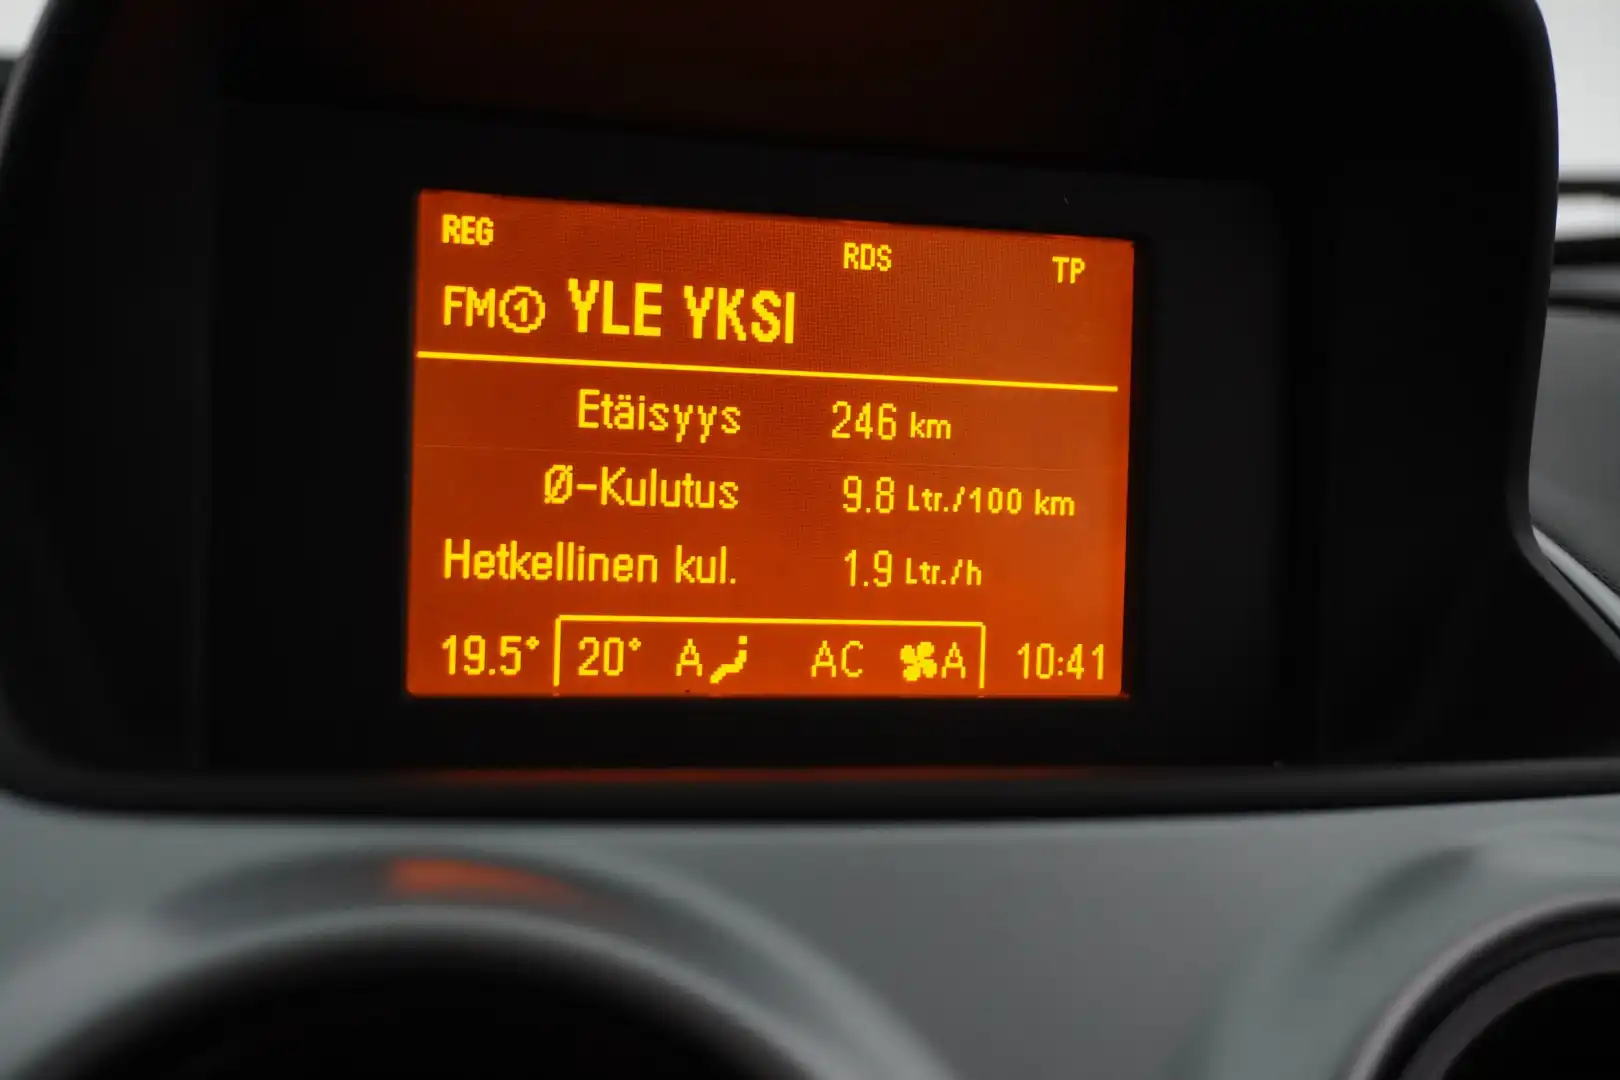 REG RDS TP
FM① YLE YKSI
Etäisyys 246 km
Ø-Kulutus 9.8 Ltr./100 km
Hetkellinen kul. 1.9 Ltr./h
19.5° 20° A AC A 10:41